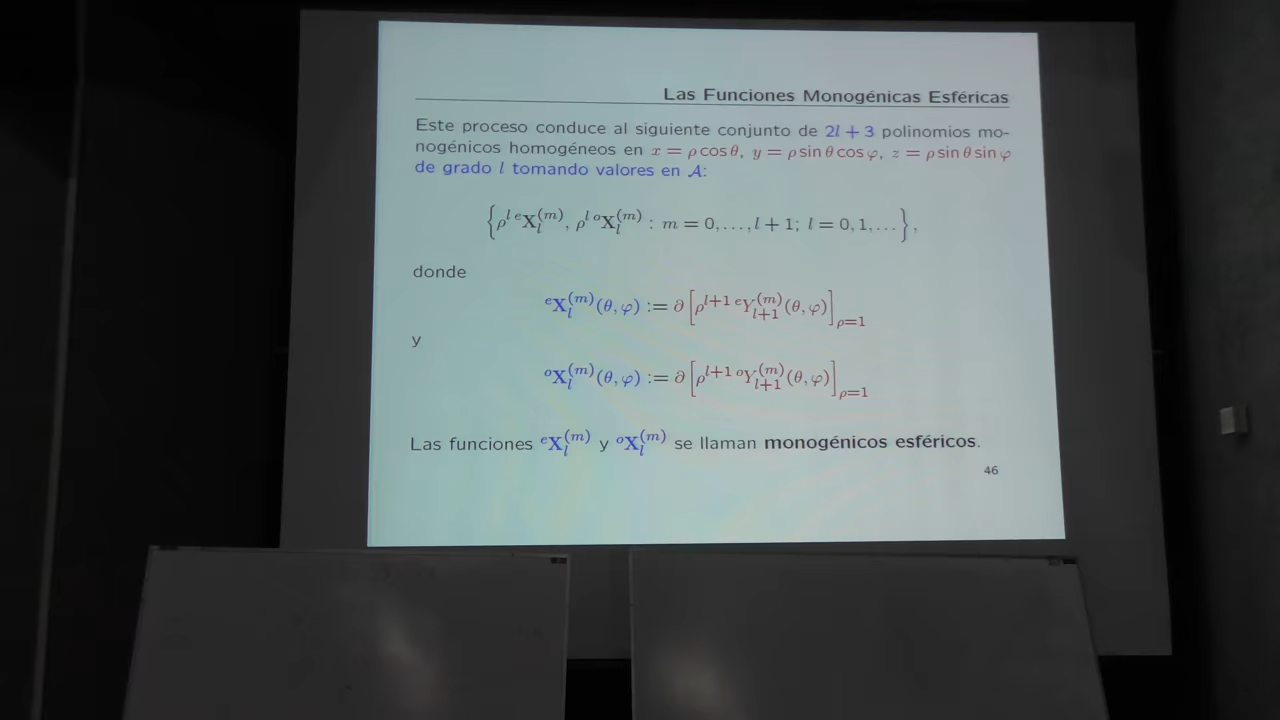 Las Funciones Monogénicas Esféricas
Este proceso conduce al siguiente conjunto de 2l + 3 polinomios mo-
nogénicos homogéneos en x = ρ cos θ, y = ρ sin θ cos φ, z = ρ sin θ sin φ
de grado l tomando valores en 𝒜:
{ρ^l ^eX_l^(m), ρ^l ^oX_l^(m) : m = 0, . . . , l + 1; l = 0, 1, . . .},
donde
^eX_l^(m)(θ, φ) := ∂[ρ^{l+1} ^eY_{l+1}^(m)(θ, φ)]_{ρ=1}
y
^oX_l^(m)(θ, φ) := ∂[ρ^{l+1} ^oY_{l+1}^(m)(θ, φ)]_{ρ=1}
Las funciones ^eX_l^(m) y ^oX_l^(m) se llaman monogénicos esféricos.
46